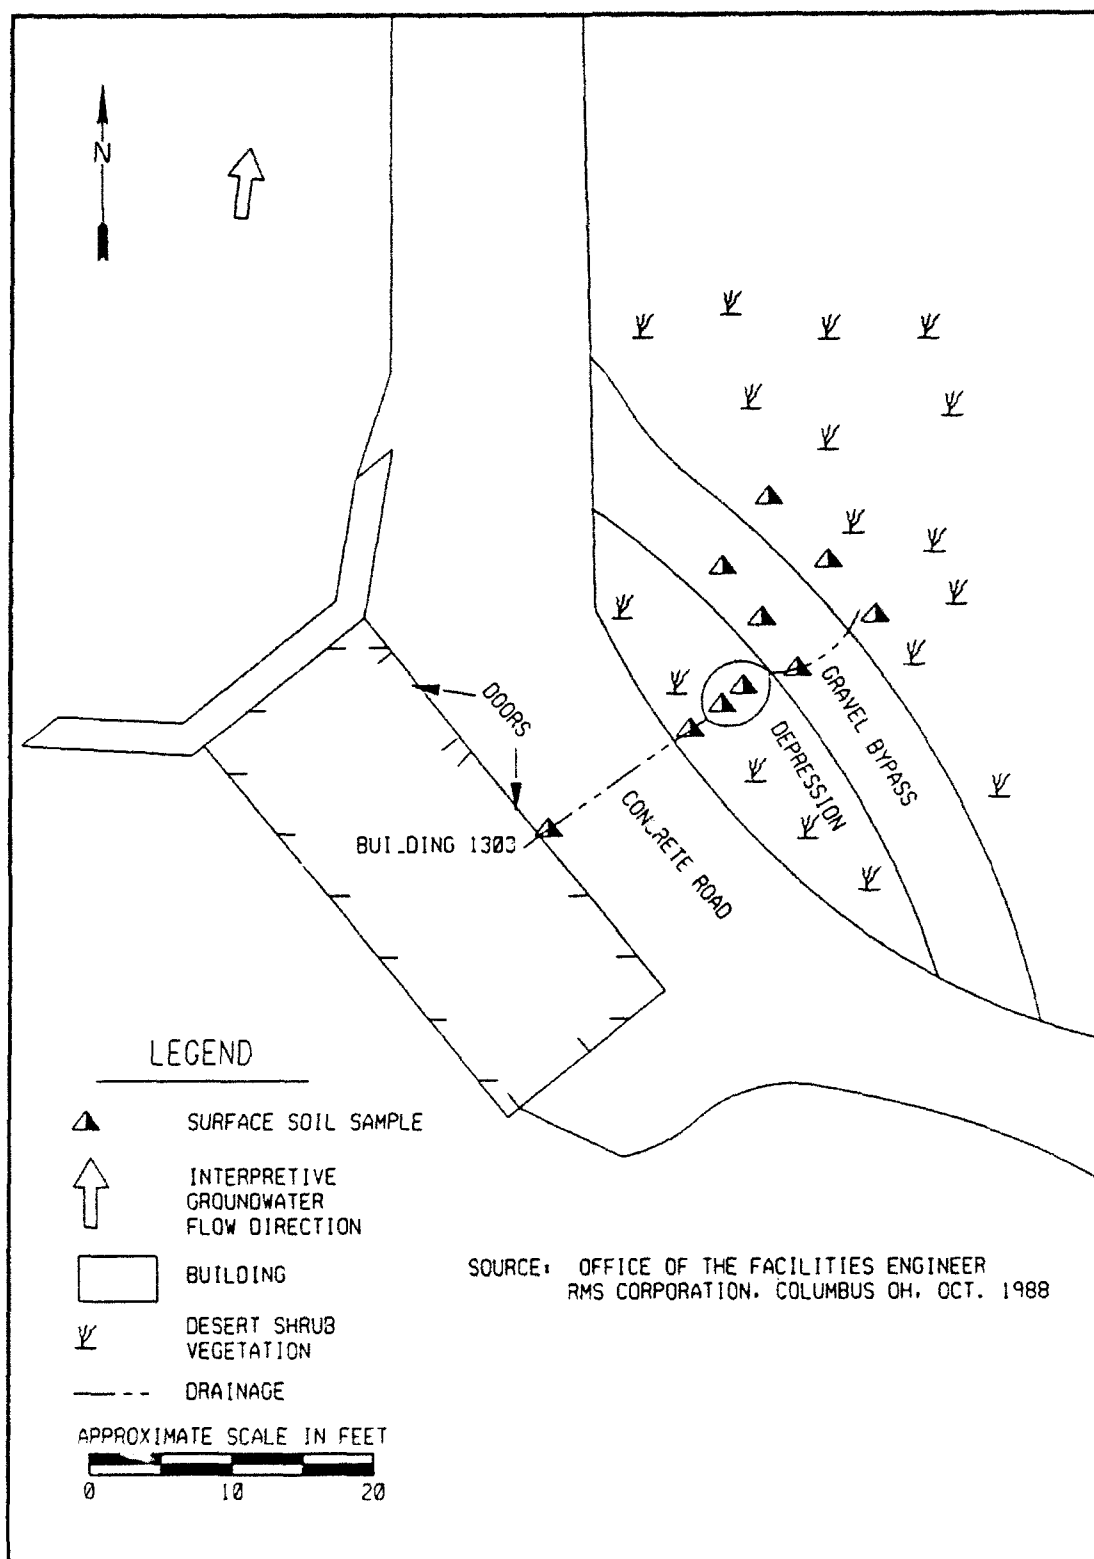 N
DOORS
GRAVEL BYPASS
DEPRESSION
CONCRETE ROAD
BUI_DING 1303
LEGEND
SURFACE SOIL SAMPLE
INTERPRETIVE
GROUNDWATER
FLOW DIRECTION
BUILDING
DESERT SHRUB
VEGETATION
DRAINAGE
APPROXIMATE SCALE IN FEET
0 10 20
SOURCE: OFFICE OF THE FACILITIES ENGINEER
RMS CORPORATION. COLUMBUS OH, OCT. 1988